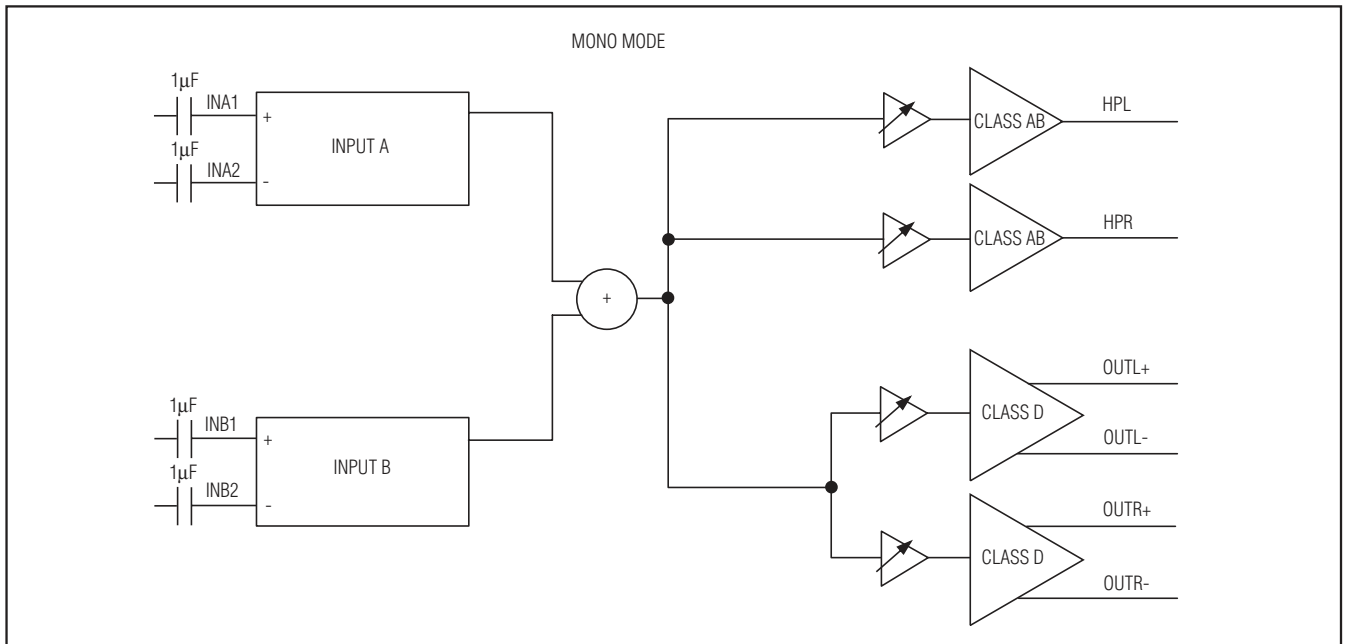 MONO MODE
1μF
INA1
+
INPUT A
1μF
INA2
-
1μF
INB1
+
INPUT B
1μF
INB2
-
+
CLASS AB
HPL
CLASS AB
HPR
CLASS D
OUTL+
OUTL-
CLASS D
OUTR+
OUTR-